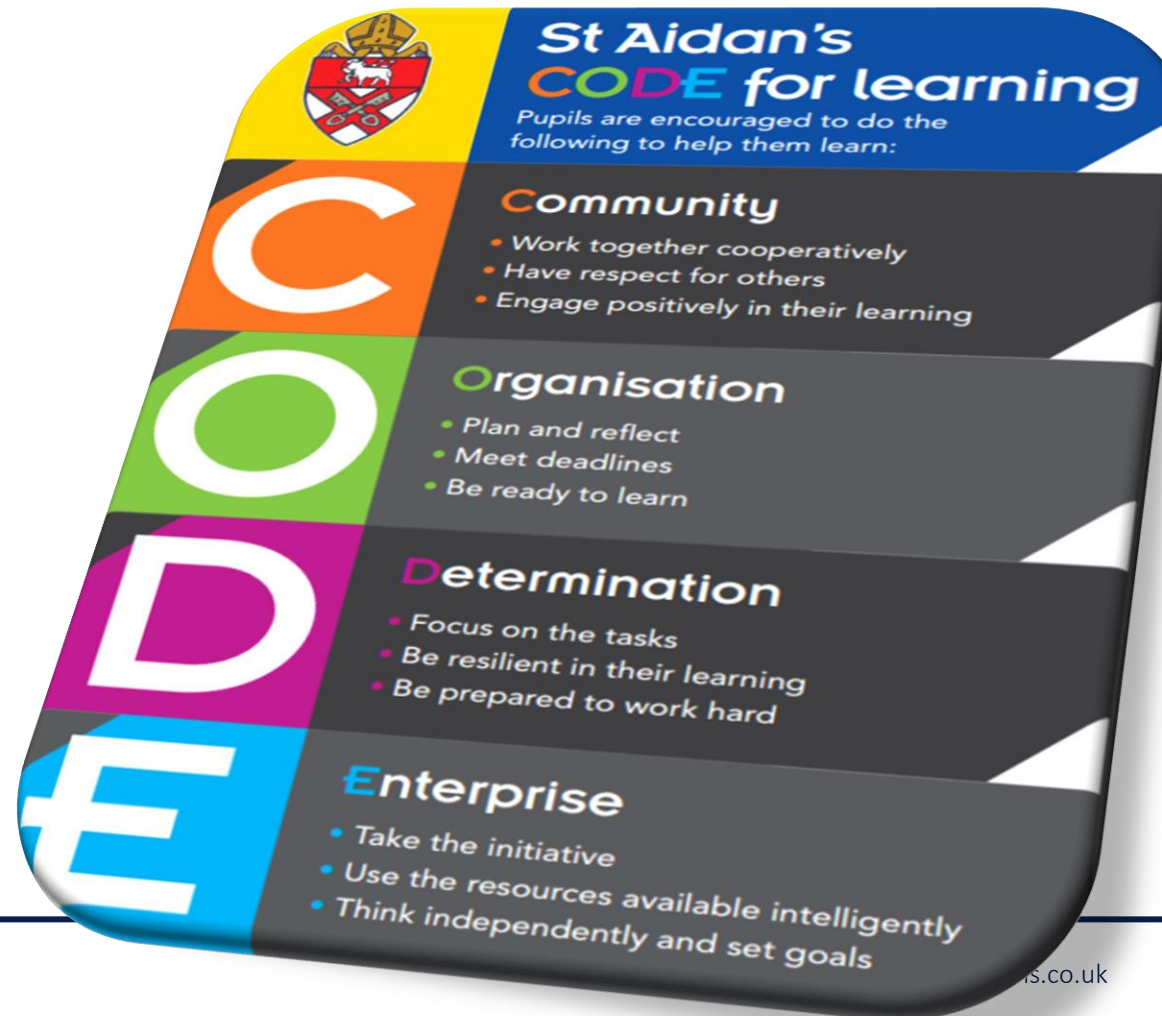 St Aidan's
CODE for learning
Pupils are encouraged to do the
following to help them learn:
C
Community
• Work together cooperatively
• Have respect for others
• Engage positively in their learning
O
Organisation
• Plan and reflect
• Meet deadlines
• Be ready to learn
D
Determination
• Focus on the tasks
• Be resilient in their learning
• Be prepared to work hard
E
Enterprise
• Take the initiative
• Use the resources available intelligently
• Think independently and set goals
.co.uk